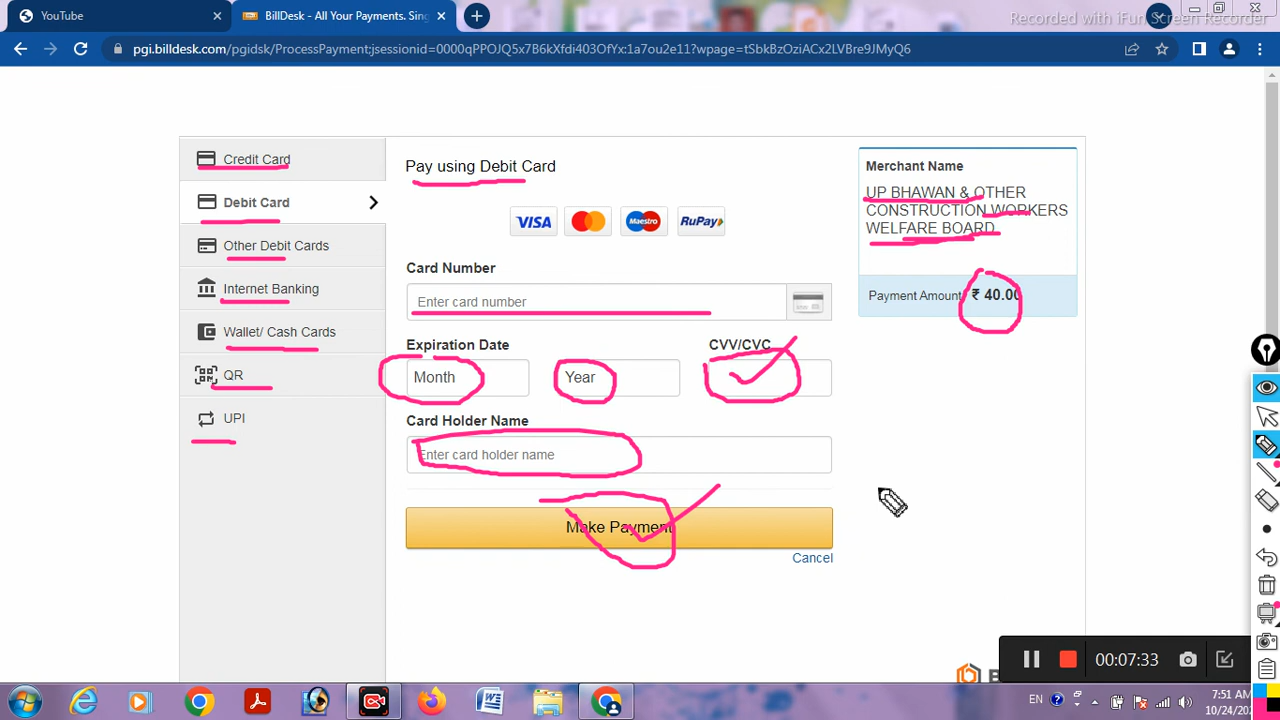 YouTube
BillDesk - All Your Payments. Sing
Recorded with iFun Screen Recorder
pgi.billdesk.com/pgidsk/ProcessPayment;jsessionid=0000qPPOJQ5x7B6kXfdi403OfYx:1a7ou2e11?wpage=tSbkBzOziACx2LVBre9JMyQ6
Credit Card
Debit Card
Other Debit Cards
Internet Banking
Wallet/ Cash Cards
QR
UPI
Pay using Debit Card
VISA
Maestro
RuPay
Card Number
Enter card number
Expiration Date
CVV/CVC
Month
Year
Card Holder Name
Enter card holder name
Make Payment
Cancel
Merchant Name
UP BHAWAN & OTHER
CONSTRUCTION WORKERS
WELFARE BOARD
Payment Amount: ₹ 40.00
00:07:33
EN
7:51 AM
10/24/20